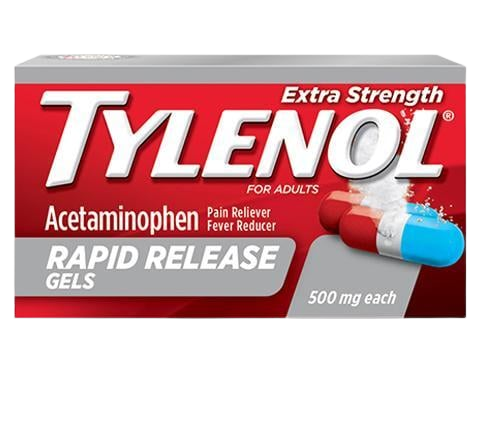 Extra Strength
TYLENOL®
FOR ADULTS
Acetaminophen Pain Reliever
Fever Reducer
RAPID RELEASE
GELS
500 mg each